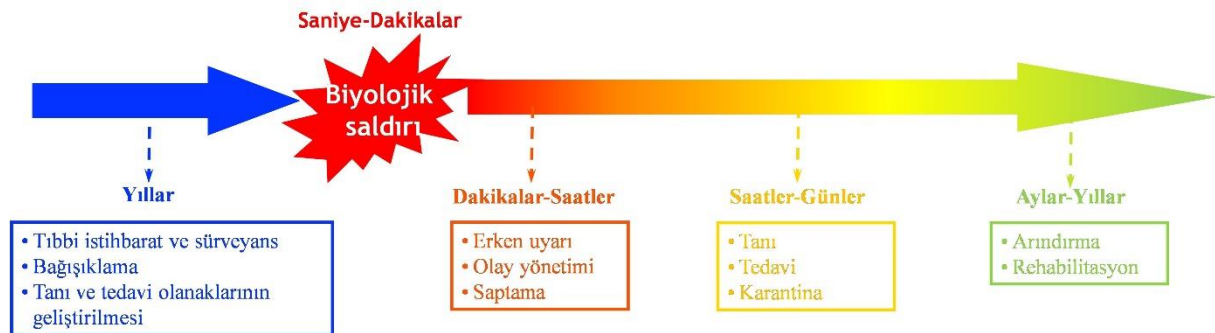 Saniye-Dakikalar
Biyolojik
saldırı
Yıllar
• Tıbbi istihbarat ve sürveyans
• Bağışıklama
• Tanı ve tedavi olanaklarının
geliştirilmesi
Dakikalar-Saatler
• Erken uyarı
• Olay yönetimi
• Saptama
Saatler-Günler
• Tanı
• Tedavi
• Karantina
Aylar-Yıllar
• Arındırma
• Rehabilitasyon